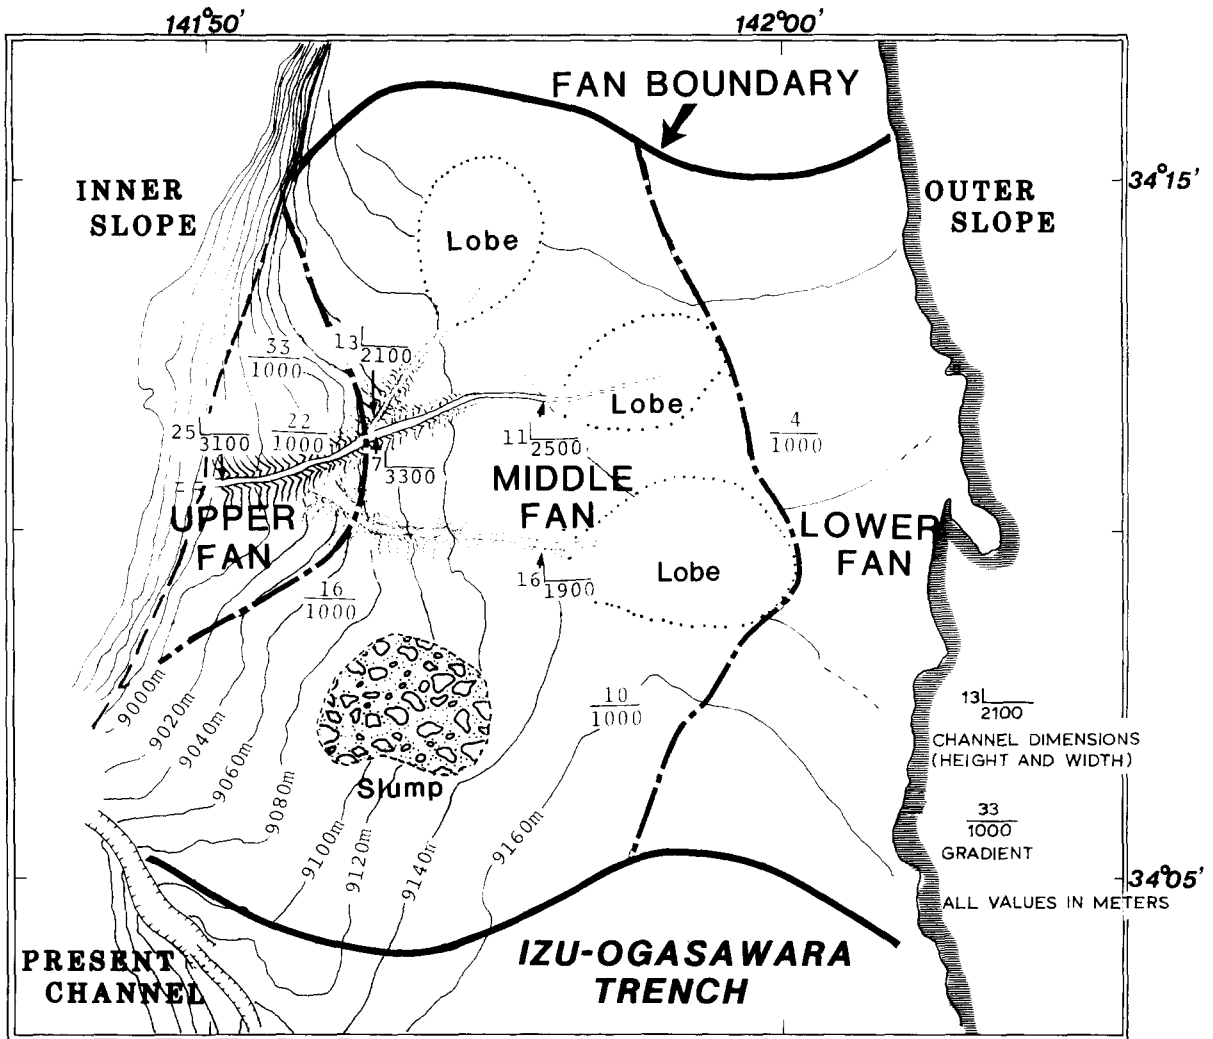 141°50'
142°00'
FAN BOUNDARY
34°15'
INNER
SLOPE
OUTER
SLOPE
Lobe
33
1000
13
2100
Lobe
25
3100
22
1000
11
2500
4
1000
7
3300
MIDDLE
FAN
UPPER
FAN
LOWER
FAN
16
1900
Lobe
16
1000
9000m
9020m
9040m
9060m
9080m
9100m
9120m
9140m
9160m
10
1000
Slump
13
2100
CHANNEL DIMENSIONS
(HEIGHT AND WIDTH)
33
1000
GRADIENT
34°05'
ALL VALUES IN METERS
IZU-OGASAWARA
TRENCH
PRESENT
CHANNEL